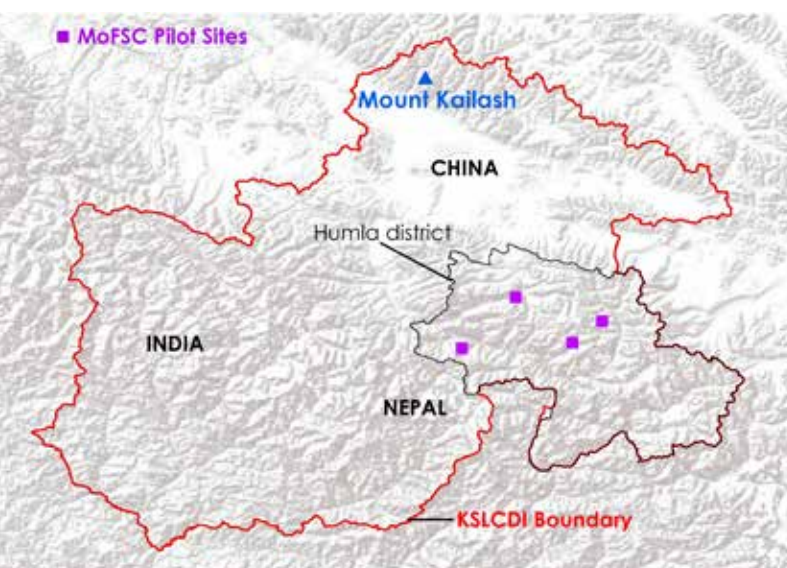 MoFSC Pilot Sites
Mount Kailash
CHINA
Humla district
INDIA
NEPAL
KSLCDI Boundary